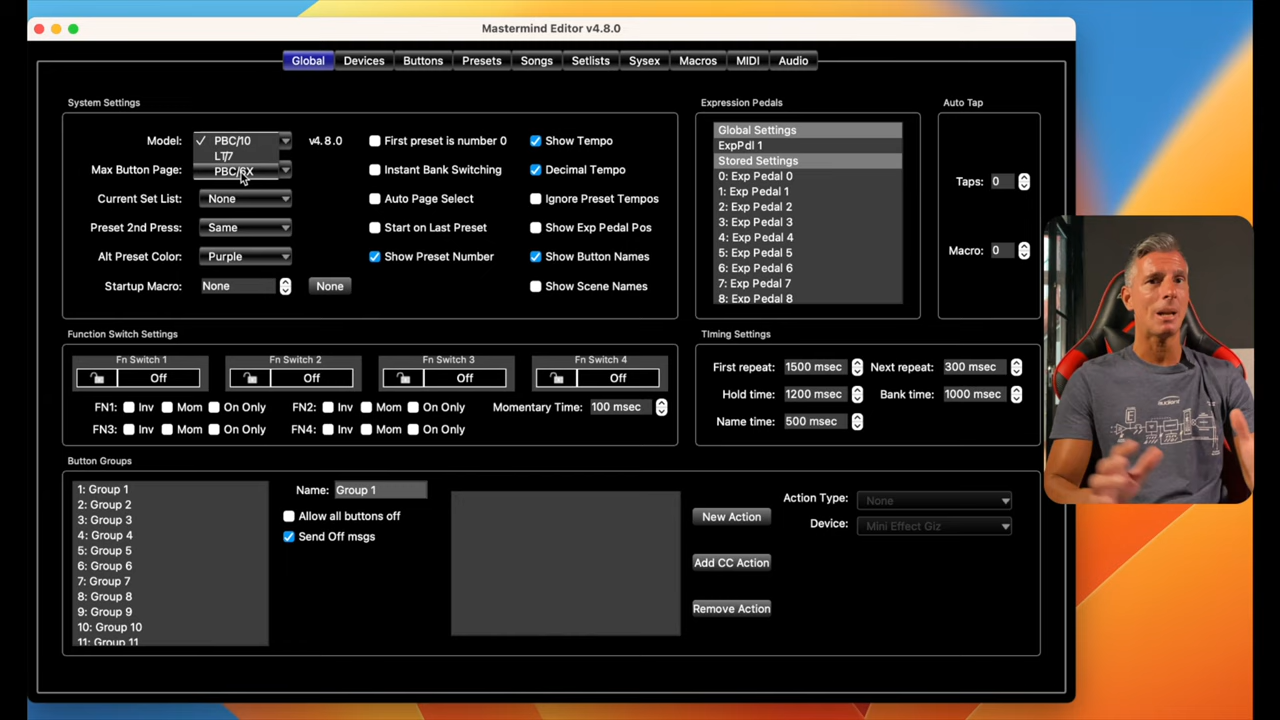 Mastermind Editor v4.8.0
Global Devices Buttons Presets Songs Setlists Sysex Macros MIDI Audio
System Settings
Model: ✓ PBC/10 v4.8.0
LT/7
PBC/6X
Max Button Page:
Current Set List: None
Preset 2nd Press: Same
Alt Preset Color: Purple
Startup Macro: None None
First preset is number 0
Instant Bank Switching
Auto Page Select
Start on Last Preset
Show Preset Number
Show Tempo
Decimal Tempo
Ignore Preset Tempos
Show Exp Pedal Pos
Show Button Names
Show Scene Names
Expression Pedals
Global Settings
ExpPdl 1
Stored Settings
0: Exp Pedal 0
1: Exp Pedal 1
2: Exp Pedal 2
3: Exp Pedal 3
4: Exp Pedal 4
5: Exp Pedal 5
6: Exp Pedal 6
7: Exp Pedal 7
8: Exp Pedal 8
Auto Tap
Taps: 0
Macro: 0
Function Switch Settings
Fn Switch 1 Fn Switch 2 Fn Switch 3 Fn Switch 4
Off Off Off Off
FN1: Inv Mom On Only FN2: Inv Mom On Only Momentary Time: 100 msec
FN3: Inv Mom On Only FN4: Inv Mom On Only
TIming Settings
First repeat: 1500 msec Next repeat: 300 msec
Hold time: 1200 msec Bank time: 1000 msec
Name time: 500 msec
Button Groups
1: Group 1
2: Group 2
3: Group 3
4: Group 4
5: Group 5
6: Group 6
7: Group 7
8: Group 8
9: Group 9
10: Group 10
11: Group 11
Name: Group 1
Allow all buttons off
Send Off msgs
New Action
Add CC Action
Remove Action
Action Type: None
Device: Mini Effect Giz
audient